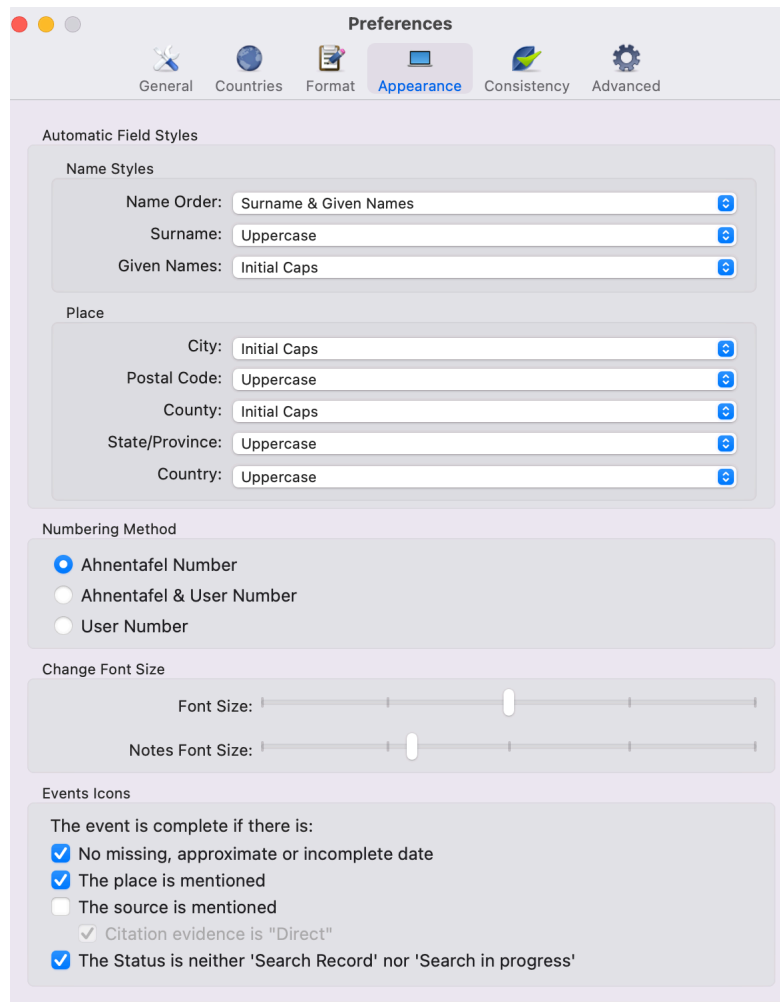 Preferences
General Countries Format Appearance Consistency Advanced
Automatic Field Styles
Name Styles
Name Order: Surname & Given Names
Surname: Uppercase
Given Names: Initial Caps
Place
City: Initial Caps
Postal Code: Uppercase
County: Initial Caps
State/Province: Uppercase
Country: Uppercase
Numbering Method
Ahnentafel Number
Ahnentafel & User Number
User Number
Change Font Size
Font Size:
Notes Font Size:
Events Icons
The event is complete if there is:
No missing, approximate or incomplete date
The place is mentioned
The source is mentioned
Citation evidence is "Direct"
The Status is neither 'Search Record' nor 'Search in progress'